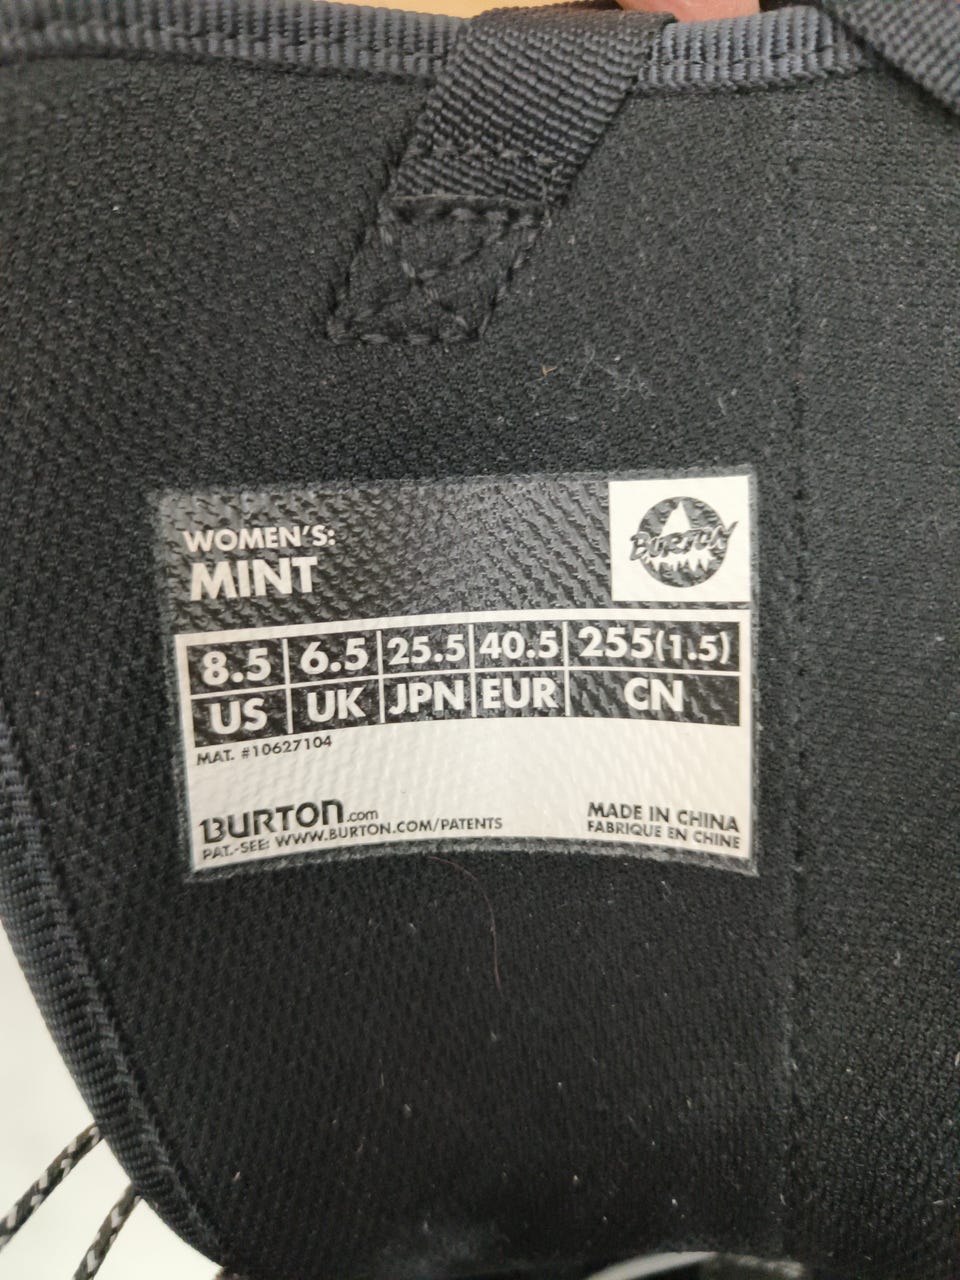 WOMEN'S:
MINT
BURTON
8.5 6.5 25.5 40.5 255(1.5)
US UK JPN EUR CN
MAT. #10627104
BURTON.com
PAT.-SEE: WWW.BURTON.COM/PATENTS
MADE IN CHINA
FABRIQUE EN CHINE